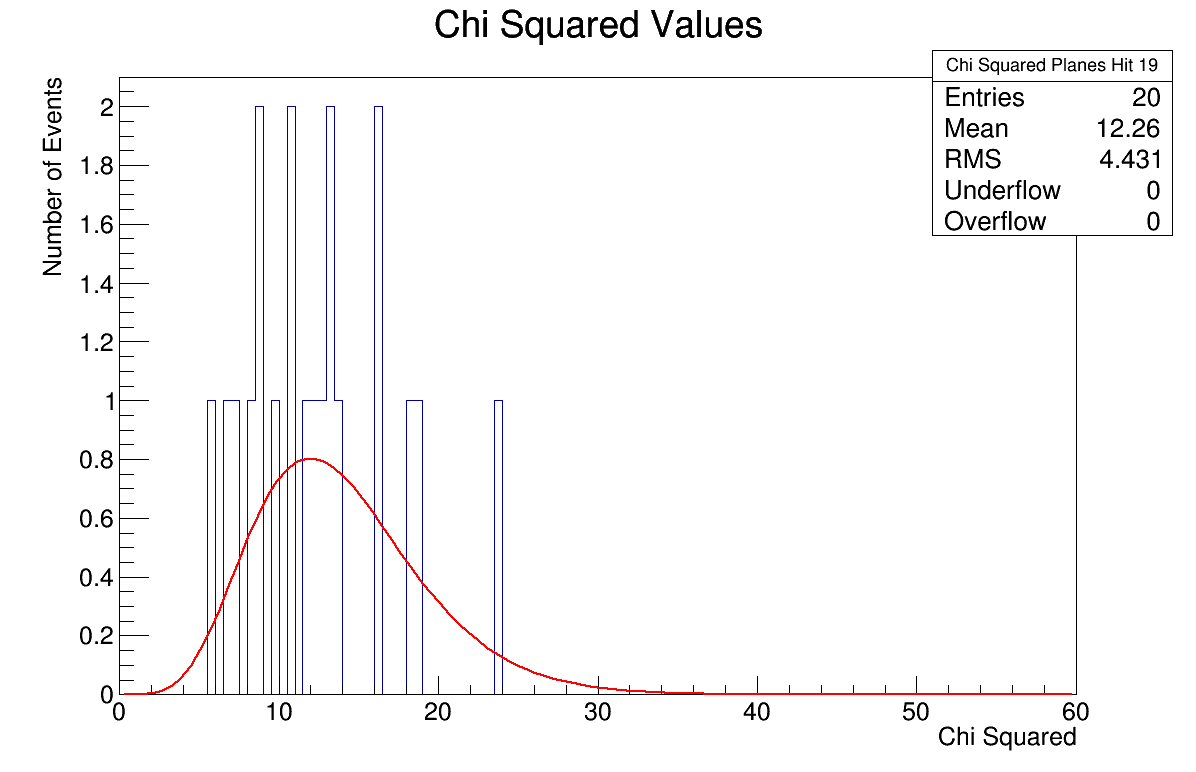 Chi Squared Values
Chi Squared Planes Hit 19
Entries 20
Mean 12.26
RMS 4.431
Underflow 0
Overflow 0
Number of Events
2
1.8
1.6
1.4
1.2
1
0.8
0.6
0.4
0.2
0
0 10 20 30 40 50 60
Chi Squared